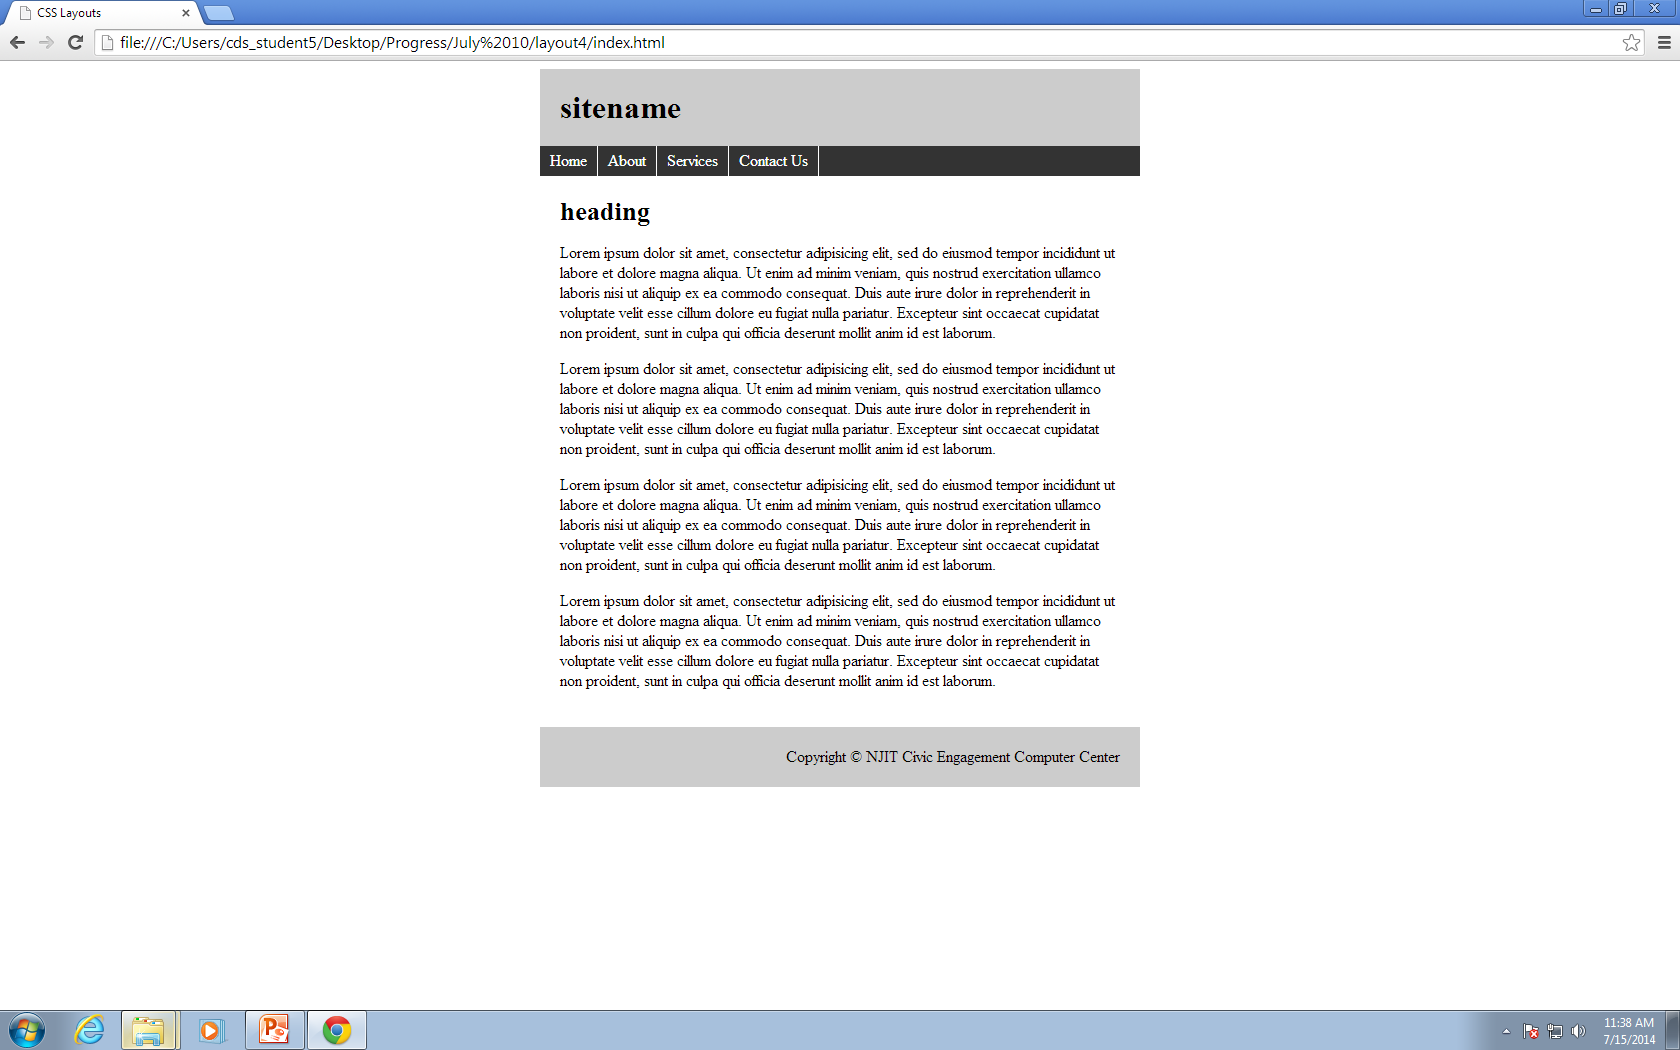 CSS Layouts
file:///C:/Users/cds_student5/Desktop/Progress/July%2010/layout4/index.html
sitename
Home About Services Contact Us
heading
Lorem ipsum dolor sit amet, consectetur adipisicing elit, sed do eiusmod tempor incididunt ut
labore et dolore magna aliqua. Ut enim ad minim veniam, quis nostrud exercitation ullamco
laboris nisi ut aliquip ex ea commodo consequat. Duis aute irure dolor in reprehenderit in
voluptate velit esse cillum dolore eu fugiat nulla pariatur. Excepteur sint occaecat cupidatat
non proident, sunt in culpa qui officia deserunt mollit anim id est laborum.
Lorem ipsum dolor sit amet, consectetur adipisicing elit, sed do eiusmod tempor incididunt ut
labore et dolore magna aliqua. Ut enim ad minim veniam, quis nostrud exercitation ullamco
laboris nisi ut aliquip ex ea commodo consequat. Duis aute irure dolor in reprehenderit in
voluptate velit esse cillum dolore eu fugiat nulla pariatur. Excepteur sint occaecat cupidatat
non proident, sunt in culpa qui officia deserunt mollit anim id est laborum.
Lorem ipsum dolor sit amet, consectetur adipisicing elit, sed do eiusmod tempor incididunt ut
labore et dolore magna aliqua. Ut enim ad minim veniam, quis nostrud exercitation ullamco
laboris nisi ut aliquip ex ea commodo consequat. Duis aute irure dolor in reprehenderit in
voluptate velit esse cillum dolore eu fugiat nulla pariatur. Excepteur sint occaecat cupidatat
non proident, sunt in culpa qui officia deserunt mollit anim id est laborum.
Lorem ipsum dolor sit amet, consectetur adipisicing elit, sed do eiusmod tempor incididunt ut
labore et dolore magna aliqua. Ut enim ad minim veniam, quis nostrud exercitation ullamco
laboris nisi ut aliquip ex ea commodo consequat. Duis aute irure dolor in reprehenderit in
voluptate velit esse cillum dolore eu fugiat nulla pariatur. Excepteur sint occaecat cupidatat
non proident, sunt in culpa qui officia deserunt mollit anim id est laborum.
Copyright © NJIT Civic Engagement Computer Center
11:38 AM
7/15/2014